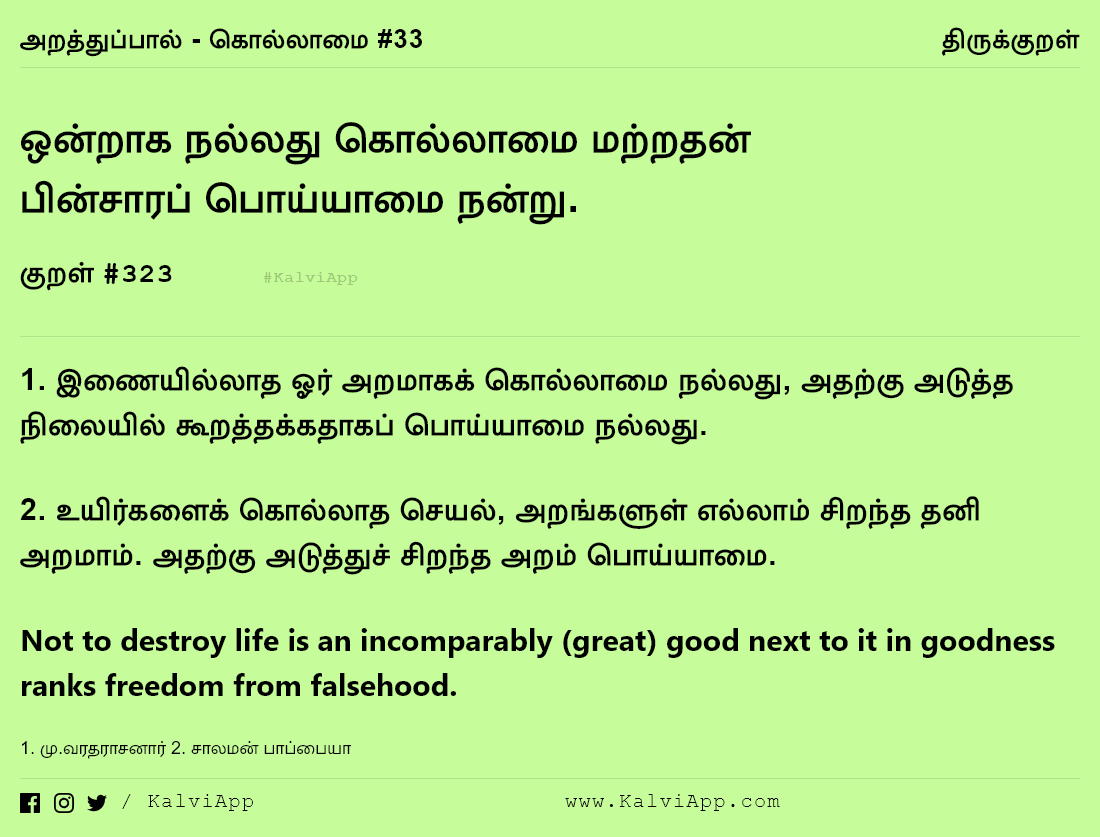 அறத்துப்பால் - கொல்லாமை #33
திருக்குறள்
ஒன்றாக நல்லது கொல்லாமை மற்றதன்
பின்சாரப் பொய்யாமை நன்று.
குறள் #323
#KalviApp
1. இணையில்லாத ஓர் அறமாகக் கொல்லாமை நல்லது, அதற்கு அடுத்த
நிலையில் கூறத்தக்கதாகப் பொய்யாமை நல்லது.
2. உயிர்களைக் கொல்லாத செயல், அறங்களுள் எல்லாம் சிறந்த தனி
அறமாம். அதற்கு அடுத்துச் சிறந்த அறம் பொய்யாமை.
Not to destroy life is an incomparably (great) good next to it in goodness
ranks freedom from falsehood.
1. மு.வரதராசனார் 2. சாலமன் பாப்பையா
/ KalviApp
www.KalviApp.com